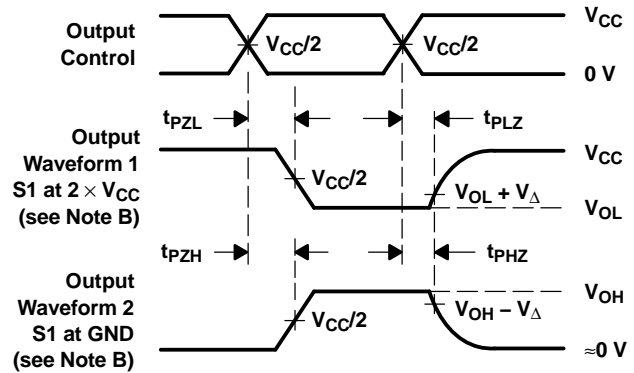 Output
Control
V_CC/2
V_CC/2
V_CC
0 V
t_PZL
t_PLZ
Output
Waveform 1
S1 at 2 × V_CC
(see Note B)
V_CC/2
V_CC
V_OL + V_Δ
V_OL
t_PZH
t_PHZ
Output
Waveform 2
S1 at GND
(see Note B)
V_CC/2
V_OH
V_OH − V_Δ
≈0 V